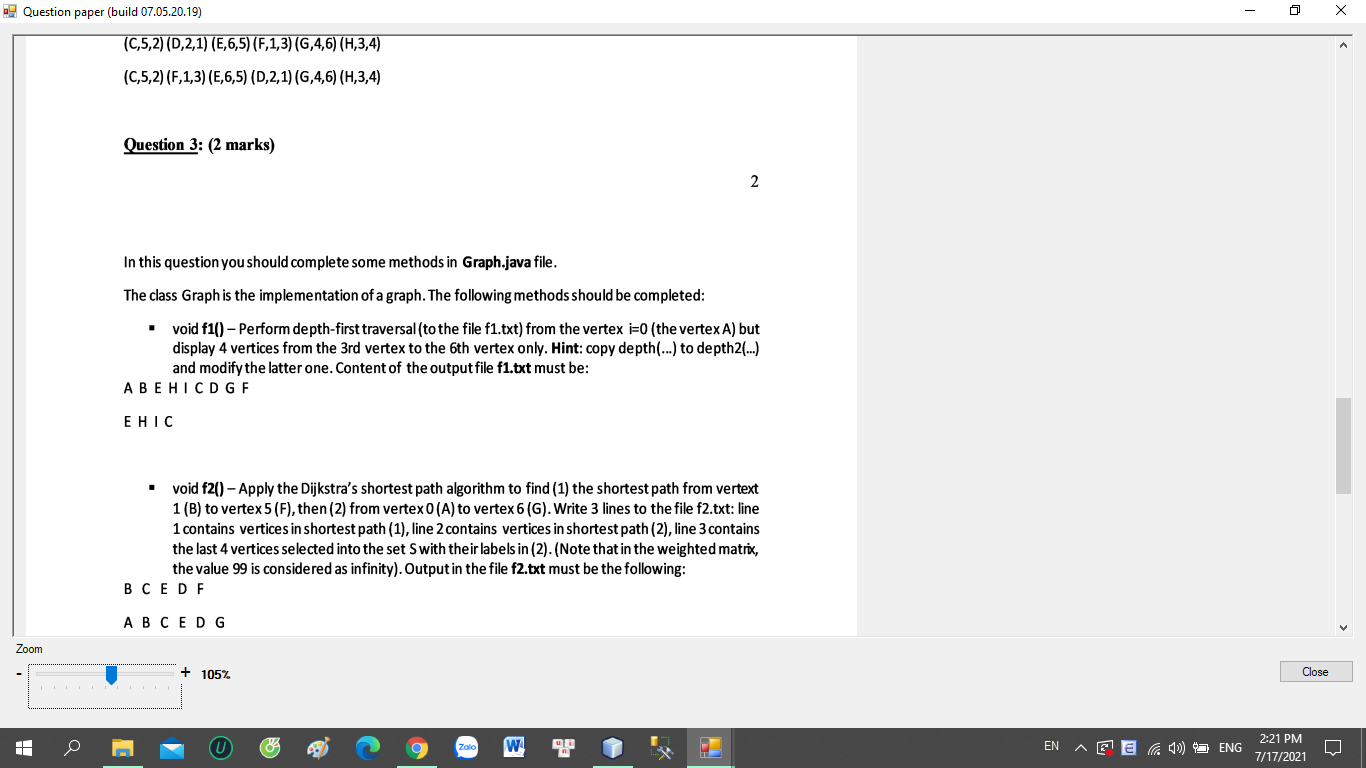 Question paper (build 07.05.20.19)
(C,5,2) (D,2,1) (E,6,5) (F,1,3) (G,4,6) (H,3,4)
(C,5,2) (F,1,3) (E,6,5) (D,2,1) (G,4,6) (H,3,4)
Question 3: (2 marks)
2
In this question you should complete some methods in Graph.java file.
The class Graph is the implementation of a graph. The following methods should be completed:
▪ void f1() – Perform depth-first traversal (to the file f1.txt) from the vertex i=0 (the vertex A) but
display 4 vertices from the 3rd vertex to the 6th vertex only. Hint: copy depth(...) to depth2(...)
and modify the latter one. Content of the output file f1.txt must be:
A B E H I C D G F
E H I C
▪ void f2() – Apply the Dijkstra's shortest path algorithm to find (1) the shortest path from vertext
1 (B) to vertex 5 (F), then (2) from vertex 0 (A) to vertex 6 (G). Write 3 lines to the file f2.txt: line
1 contains vertices in shortest path (1), line 2 contains vertices in shortest path (2), line 3 contains
the last 4 vertices selected into the set S with their labels in (2). (Note that in the weighted matrix,
the value 99 is considered as infinity). Output in the file f2.txt must be the following:
B C E D F
A B C E D G
Zoom
- + 105%
Close
Zalo
EN
ENG
2:21 PM
7/17/2021